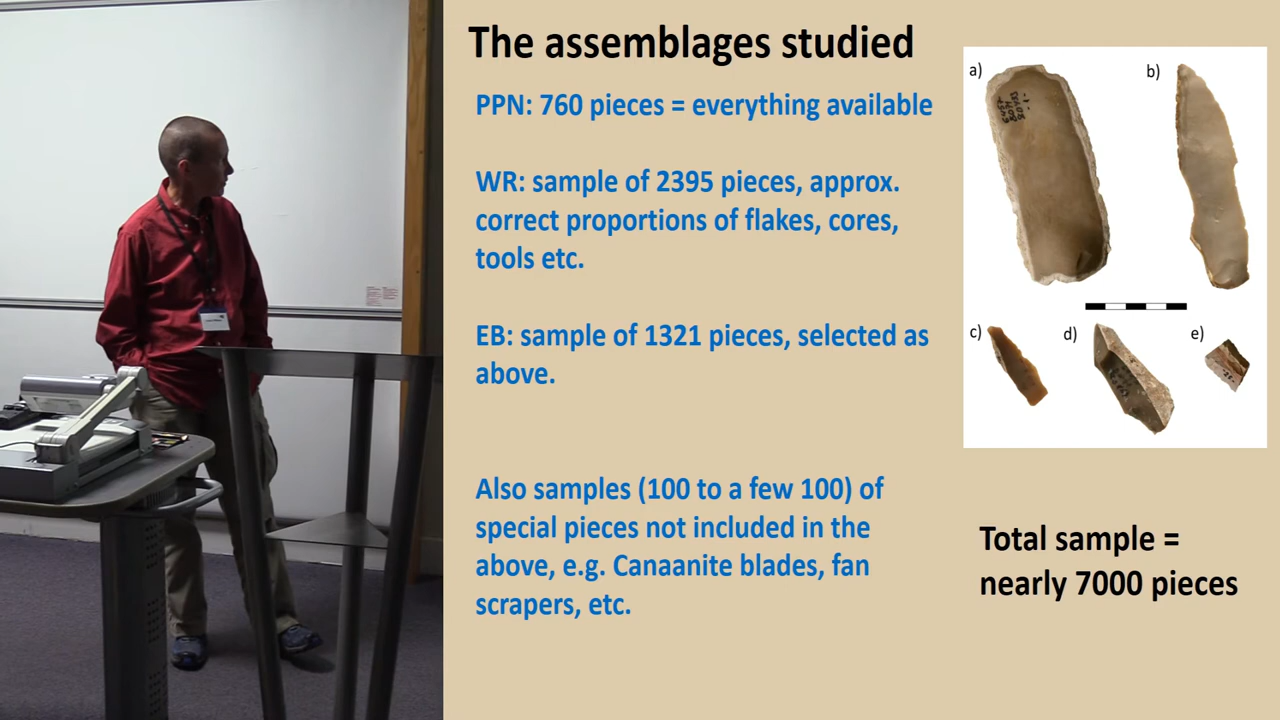 The assemblages studied
PPN: 760 pieces = everything available
WR: sample of 2395 pieces, approx.
correct proportions of flakes, cores,
tools etc.
EB: sample of 1321 pieces, selected as
above.
Also samples (100 to a few 100) of
special pieces not included in the
above, e.g. Canaanite blades, fan
scrapers, etc.
a)
b)
c)
d)
e)
Total sample =
nearly 7000 pieces